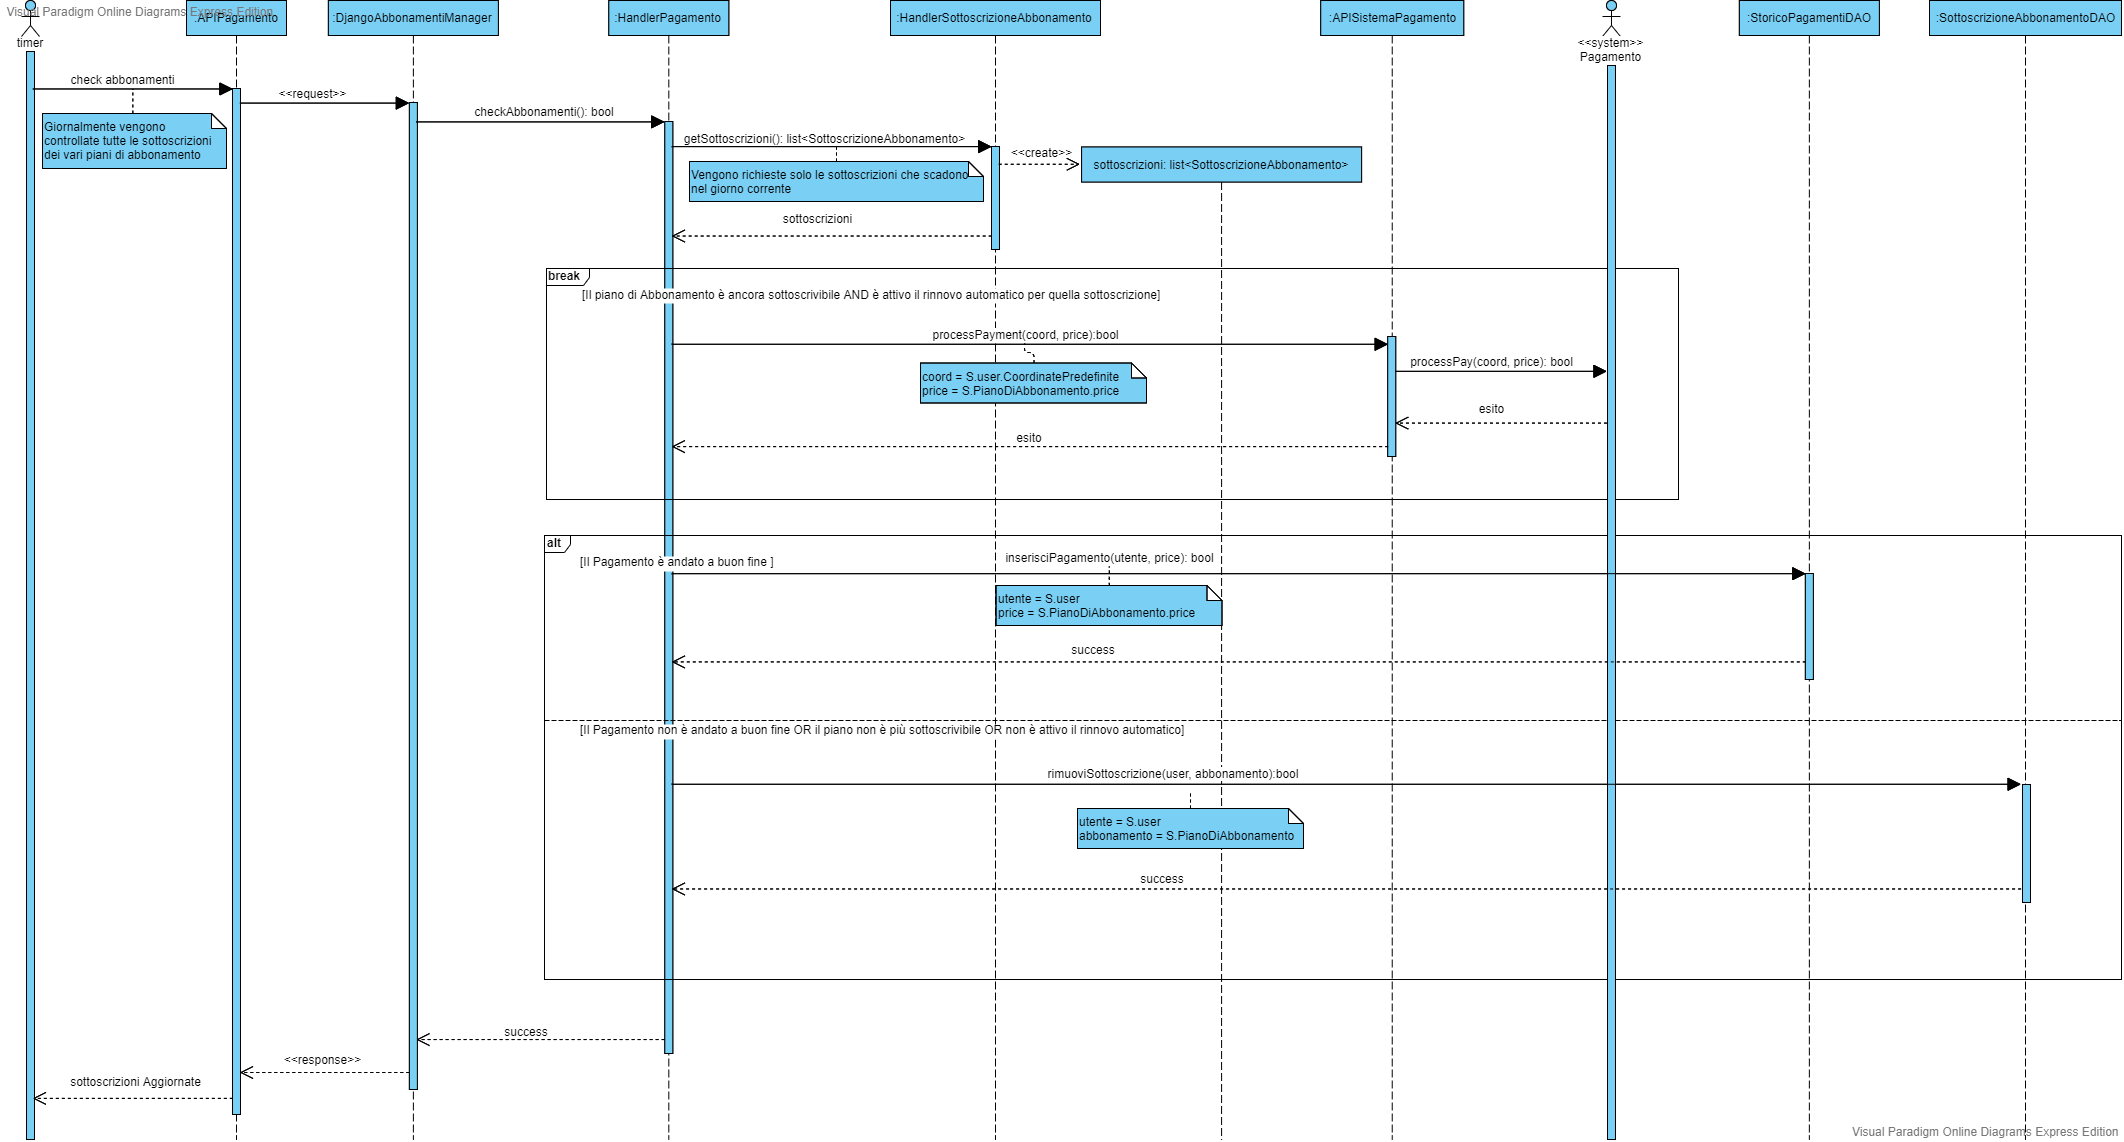 Visual Paradigm Online Diagrams Express Edition
timer
:APIPagamento
:DjangoAbbonamentiManager
:HandlerPagamento
:HandlerSottoscrizioneAbbonamento
:APISistemaPagamento
<<system>>
Pagamento
:StoricoPagamentiDAO
:SottoscrizioneAbbonamentoDAO
check abbonamenti
<<request>>
Giornalmente vengono
controllate tutte le sottoscrizioni
dei vari piani di abbonamento
checkAbbonamenti(): bool
getSottoscrizioni(): list<SottoscrizioneAbbonamento>
<<create>>
sottoscrizioni: list<SottoscrizioneAbbonamento>
Vengono richieste solo le sottoscrizioni che scadono
nel giorno corrente
sottoscrizioni
break
[Il piano di Abbonamento è ancora sottoscrivibile AND è attivo il rinnovo automatico per quella sottoscrizione]
processPayment(coord, price):bool
processPay(coord, price): bool
coord = S.user.CoordinatePredefinite
price = S.PianoDiAbbonamento.price
esito
esito
alt
[Il Pagamento è andato a buon fine ]
inserisciPagamento(utente, price): bool
utente = S.user
price = S.PianoDiAbbonamento.price
success
[Il Pagamento non è andato a buon fine OR il piano non è più sottoscrivibile OR non è attivo il rinnovo automatico]
rimuoviSottoscrizione(user, abbonamento):bool
utente = S.user
abbonamento = S.PianoDiAbbonamento
success
success
<<response>>
sottoscrizioni Aggiornate
Visual Paradigm Online Diagrams Express Edition